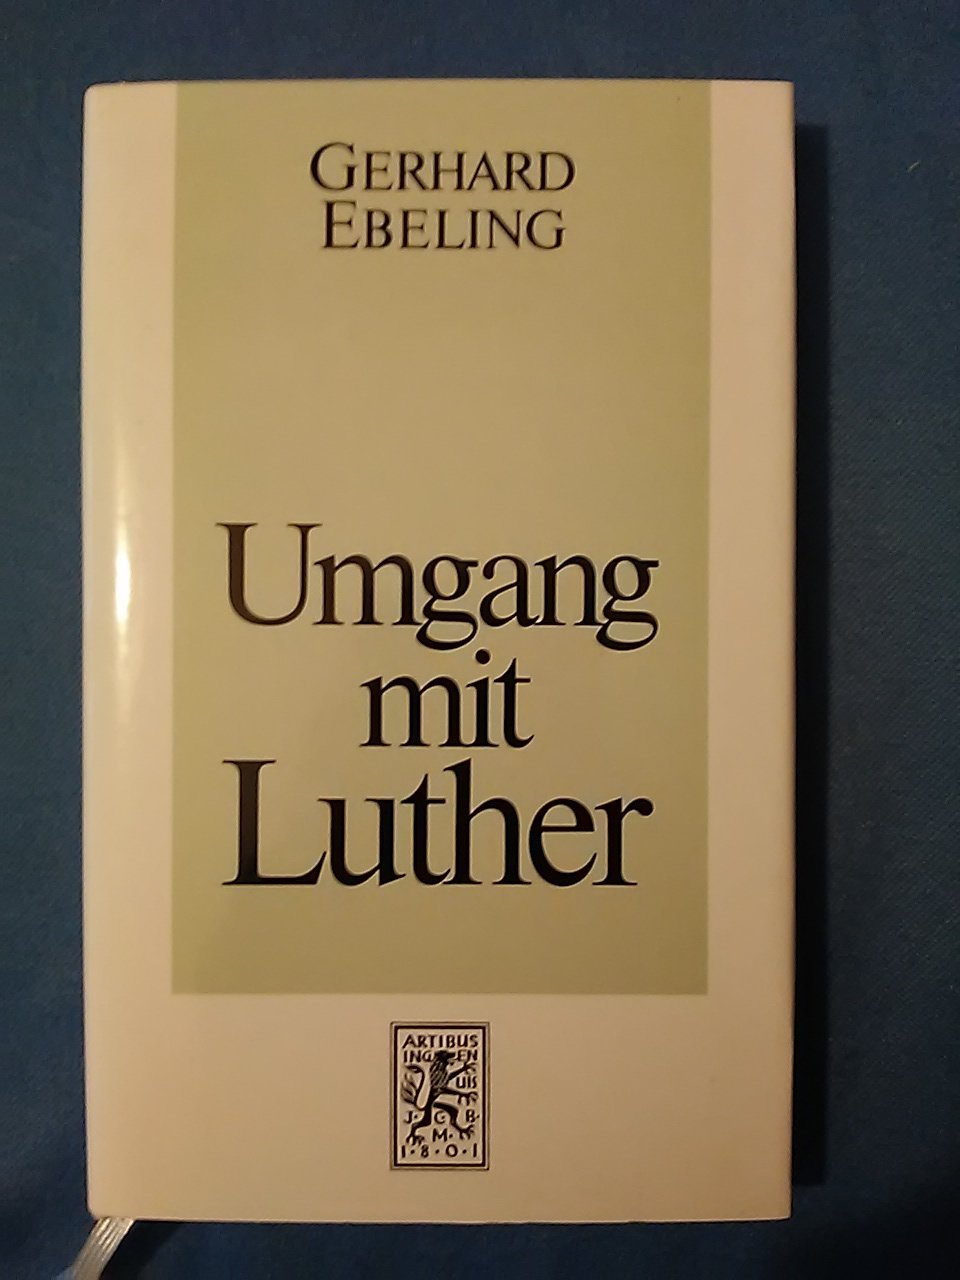 GERHARD
EBELING
Umgang
mit
Luther
ARTIBUS
INGENUIS
J·C·B·
M·
1·8·0·1